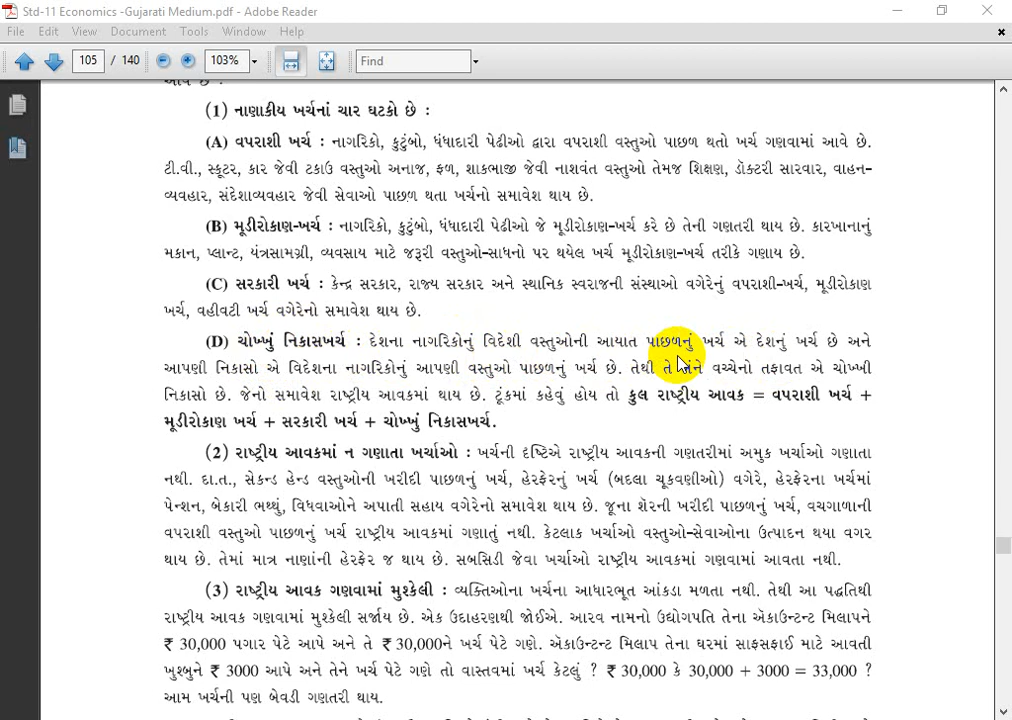 Std-11 Economics -Gujarati Medium.pdf - Adobe Reader
File Edit View Document Tools Window Help
105 / 140 103% Find
(1) નાણાકીય ખર્ચનાં ચાર ઘટકો છે :
(A) વપરાશી ખર્ચ : નાગરિકો, કુટુંબો, ધંધાદારી પેઢીઓ દ્વારા વપરાશી વસ્તુઓ પાછળ થતો ખર્ચ ગણવામાં આવે છે.
ટી.વી., સ્કૂટર, કાર જેવી ટકાઉ વસ્તુઓ અનાજ, ફળ, શાકભાજી જેવી નાશવંત વસ્તુઓ તેમજ શિક્ષણ, ડૉક્ટરી સારવાર, વાહન-
વ્યવહાર, સંદેશાવ્યવહાર જેવી સેવાઓ પાછળ થતા ખર્ચનો સમાવેશ થાય છે.
(B) મૂડીરોકાણ-ખર્ચ : નાગરિકો, કુટુંબો, ધંધાદારી પેઢીઓ જે મૂડીરોકાણ-ખર્ચ કરે છે તેની ગણતરી થાય છે. કારખાનાનું
મકાન, પ્લાન્ટ, યંત્રસામગ્રી, વ્યવસાય માટે જરૂરી વસ્તુઓ-સાધનો પર થયેલ ખર્ચ મૂડીરોકાણ-ખર્ચ તરીકે ગણાય છે.
(C) સરકારી ખર્ચ : કેન્દ્ર સરકાર, રાજ્ય સરકાર અને સ્થાનિક સ્વરાજની સંસ્થાઓ વગેરેનું વપરાશી-ખર્ચ, મૂડીરોકાણ
ખર્ચ, વહીવટી ખર્ચ વગેરેનો સમાવેશ થાય છે.
(D) ચોખ્ખું નિકાસખર્ચ : દેશના નાગરિકોનું વિદેશી વસ્તુઓની આયાત પાછળનું ખર્ચ એ દેશનું ખર્ચ છે અને
આપણી નિકાસો એ વિદેશના નાગરિકોનું આપણી વસ્તુઓ પાછળનું ખર્ચ છે. તેથી તે બંને વચ્ચેનો તફાવત એ ચોખ્ખી
નિકાસો છે. જેનો સમાવેશ રાષ્ટ્રીય આવકમાં થાય છે. ટૂંકમાં કહેવું હોય તો કુલ રાષ્ટ્રીય આવક = વપરાશી ખર્ચ +
મૂડીરોકાણ ખર્ચ + સરકારી ખર્ચ + ચોખ્ખું નિકાસખર્ચ.
(2) રાષ્ટ્રીય આવકમાં ન ગણાતા ખર્ચાઓ : ખર્ચની દૃષ્ટિએ રાષ્ટ્રીય આવકની ગણતરીમાં અમુક ખર્ચાઓ ગણાતા
નથી. દા.ત., સેકન્ડ હેન્ડ વસ્તુઓની ખરીદી પાછળનું ખર્ચ, હેરફેરનું ખર્ચ (બદલા ચૂકવણીઓ) વગેરે, હેરફેરના ખર્ચમાં
પેન્શન, બેકારી ભથ્થું, વિધવાઓને અપાતી સહાય વગેરેનો સમાવેશ થાય છે. જૂના શૅરની ખરીદી પાછળનું ખર્ચ, વચગાળાની
વપરાશી વસ્તુઓ પાછળનું ખર્ચ રાષ્ટ્રીય આવકમાં ગણાતું નથી. કેટલાક ખર્ચાઓ વસ્તુઓ-સેવાઓના ઉત્પાદન થયા વગર
થાય છે. તેમાં માત્ર નાણાંની હેરફેર જ થાય છે. સબસિડી જેવા ખર્ચાઓ રાષ્ટ્રીય આવકમાં ગણવામાં આવતા નથી.
(3) રાષ્ટ્રીય આવક ગણવામાં મુશ્કેલી : વ્યક્તિઓના ખર્ચના આધારભૂત આંકડા મળતા નથી. તેથી આ પદ્ધતિથી
રાષ્ટ્રીય આવક ગણવામાં મુશ્કેલી સર્જાય છે. એક ઉદાહરણથી જોઈએ. આરવ નામનો ઉદ્યોગપતિ તેના ઍકાઉન્ટન્ટ મિલાપને
₹ 30,000 પગાર પેટે આપે અને તે ₹ 30,000ને ખર્ચ પેટે ગણે. ઍકાઉન્ટન્ટ મિલાપ તેના ઘરમાં સાફસફાઈ માટે આવતી
ખુશ્બુને ₹ 3000 આપે અને તેને ખર્ચ પેટે ગણે તો વાસ્તવમાં ખર્ચ કેટલું ? ₹ 30,000 કે 30,000 + 3000 = 33,000 ?
આમ ખર્ચની પણ બેવડી ગણતરી થાય.